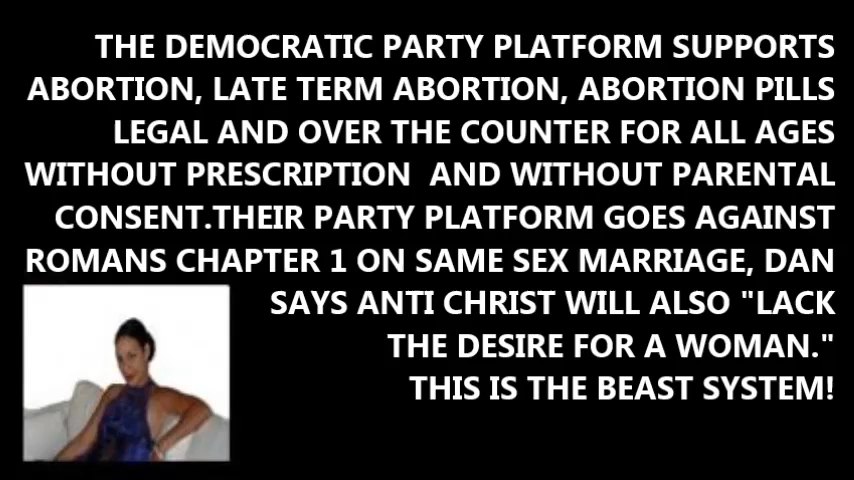 THE DEMOCRATIC PARTY PLATFORM SUPPORTS
ABORTION, LATE TERM ABORTION, ABORTION PILLS
LEGAL AND OVER THE COUNTER FOR ALL AGES
WITHOUT PRESCRIPTION  AND WITHOUT PARENTAL
CONSENT.THEIR PARTY PLATFORM GOES AGAINST
ROMANS CHAPTER 1 ON SAME SEX MARRIAGE, DAN
SAYS ANTI CHRIST WILL ALSO "LACK
THE DESIRE FOR A WOMAN."
THIS IS THE BEAST SYSTEM!